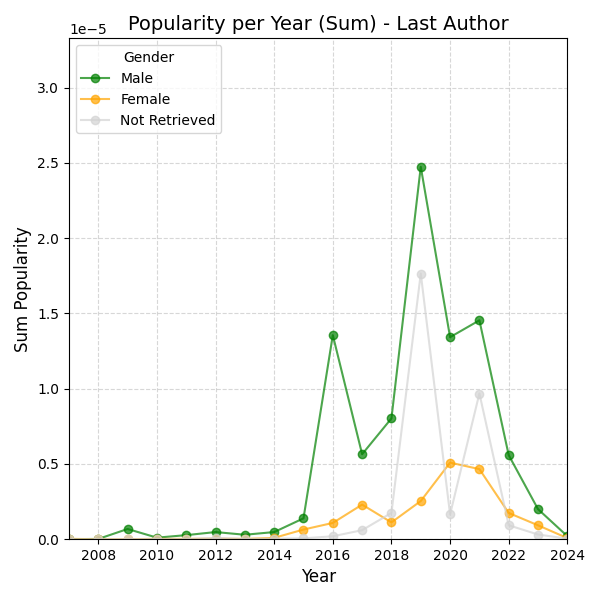 Popularity per Year (Sum) - Last Author
1e−5
Gender
Male
Female
Not Retrieved
3.0
2.5
2.0
1.5
1.0
0.5
0.0
Sum Popularity
2008 2010 2012 2014 2016 2018 2020 2022 2024
Year